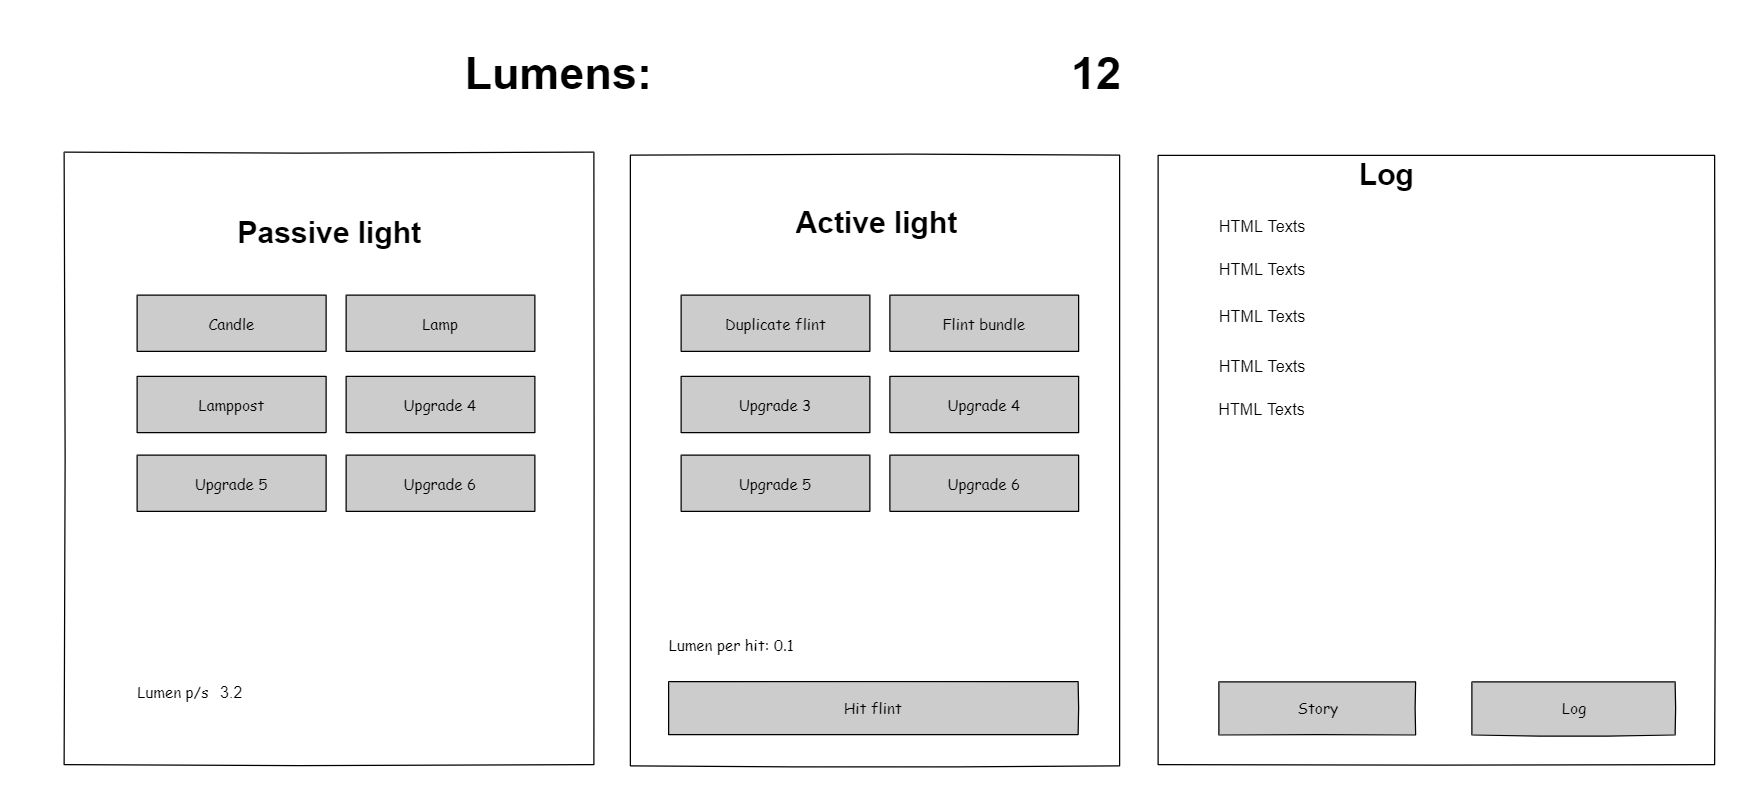 Lumens: 12
Passive light
Candle Lamp
Lamppost Upgrade 4
Upgrade 5 Upgrade 6
Lumen p/s 3.2
Active light
Duplicate flint Flint bundle
Upgrade 3 Upgrade 4
Upgrade 5 Upgrade 6
Lumen per hit: 0.1
Hit flint
Log
HTML Texts
HTML Texts
HTML Texts
HTML Texts
HTML Texts
Story Log